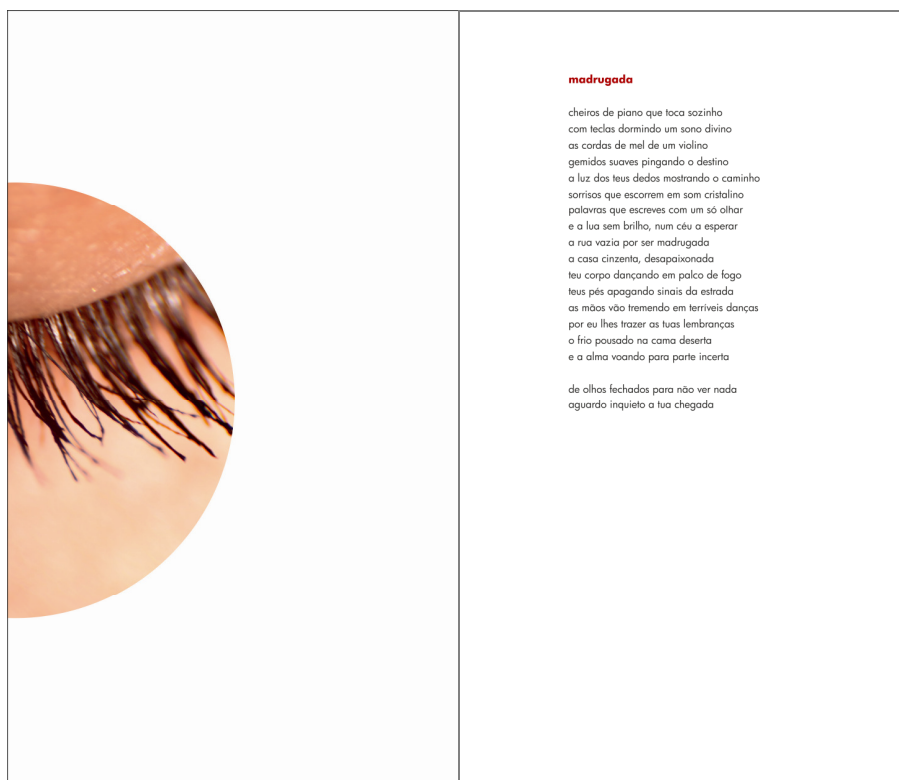 madrugada
cheiros de piano que toca sozinho
com teclas dormindo um sono divino
as cordas de mel de um violino
gemidos suaves pingando o destino
a luz dos teus dedos mostrando o caminho
sorrisos que escorrem em som cristalino
palavras que escreves com um só olhar
e a lua sem brilho, num céu a esperar
a rua vazia por ser madrugada
a casa cinzenta, desapaixonada
teu corpo dançando em palco de fogo
teus pés apagando sinais da estrada
as mãos vão tremendo em terríveis danças
por eu lhes trazer as tuas lembranças
o frio pousado na cama deserta
e a alma voando para parte incerta
de olhos fechados para não ver nada
aguardo inquieto a tua chegada